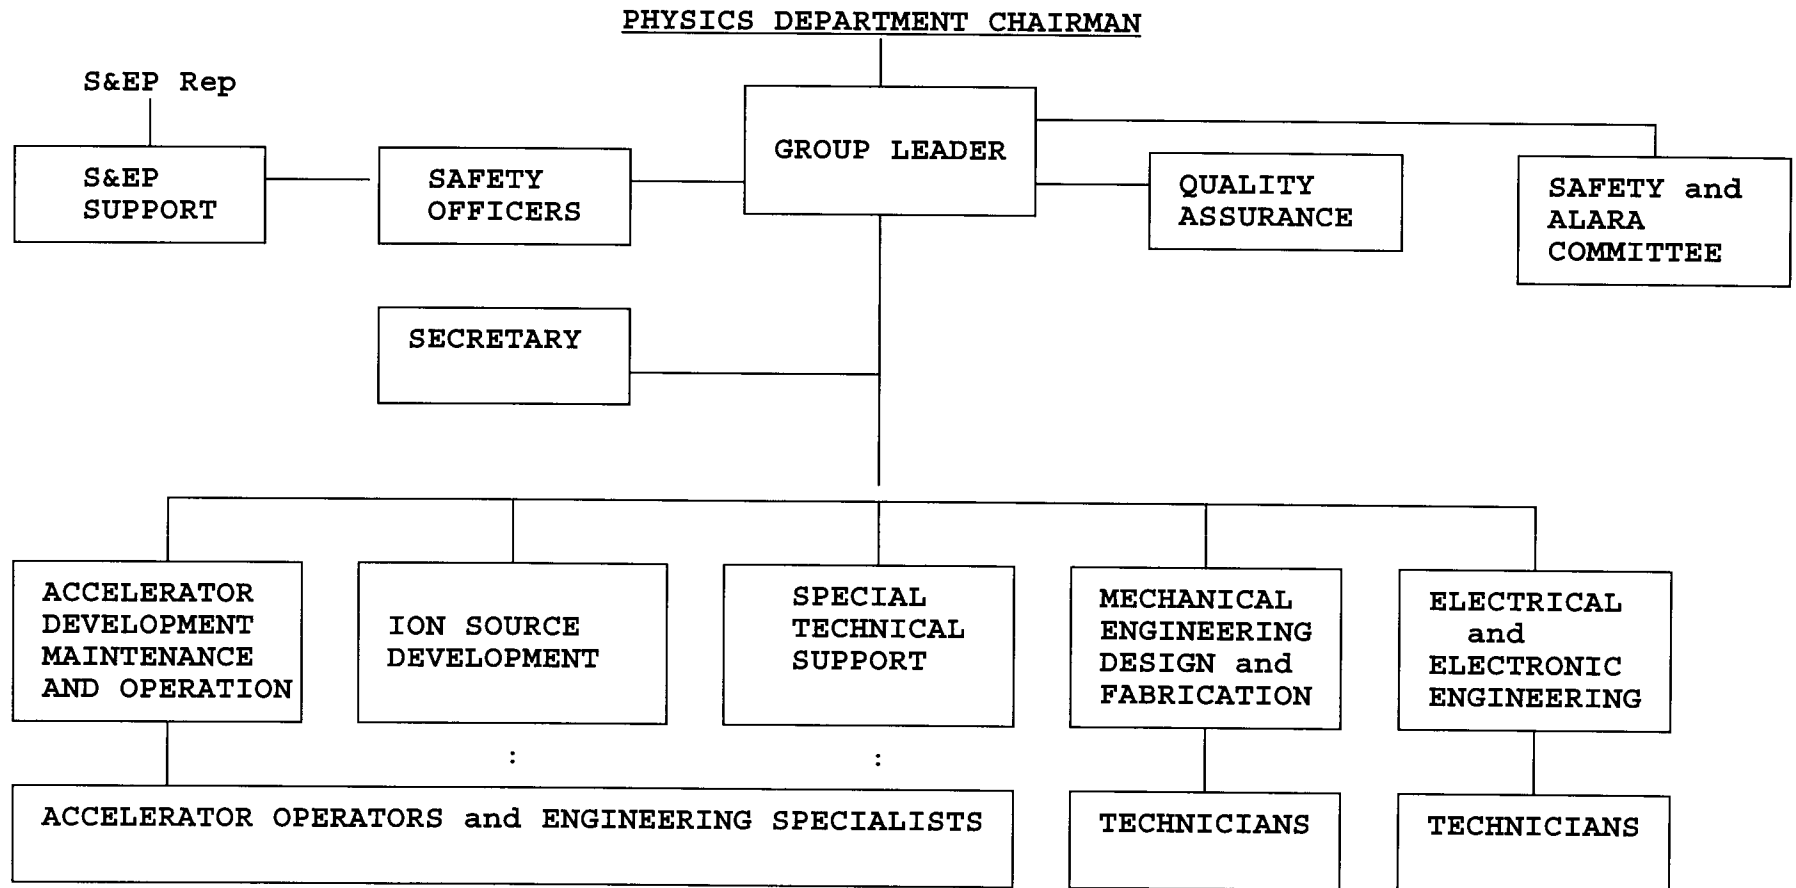 PHYSICS DEPARTMENT CHAIRMAN
S&EP Rep
GROUP LEADER
S&EP
SUPPORT
SAFETY
OFFICERS
QUALITY
ASSURANCE
SAFETY and
ALARA
COMMITTEE
SECRETARY
ACCELERATOR
DEVELOPMENT
MAINTENANCE
AND OPERATION
ION SOURCE
DEVELOPMENT
SPECIAL
TECHNICAL
SUPPORT
MECHANICAL
ENGINEERING
DESIGN and
FABRICATION
ELECTRICAL
and
ELECTRONIC
ENGINEERING
:
:
ACCELERATOR OPERATORS and ENGINEERING SPECIALISTS
TECHNICIANS
TECHNICIANS